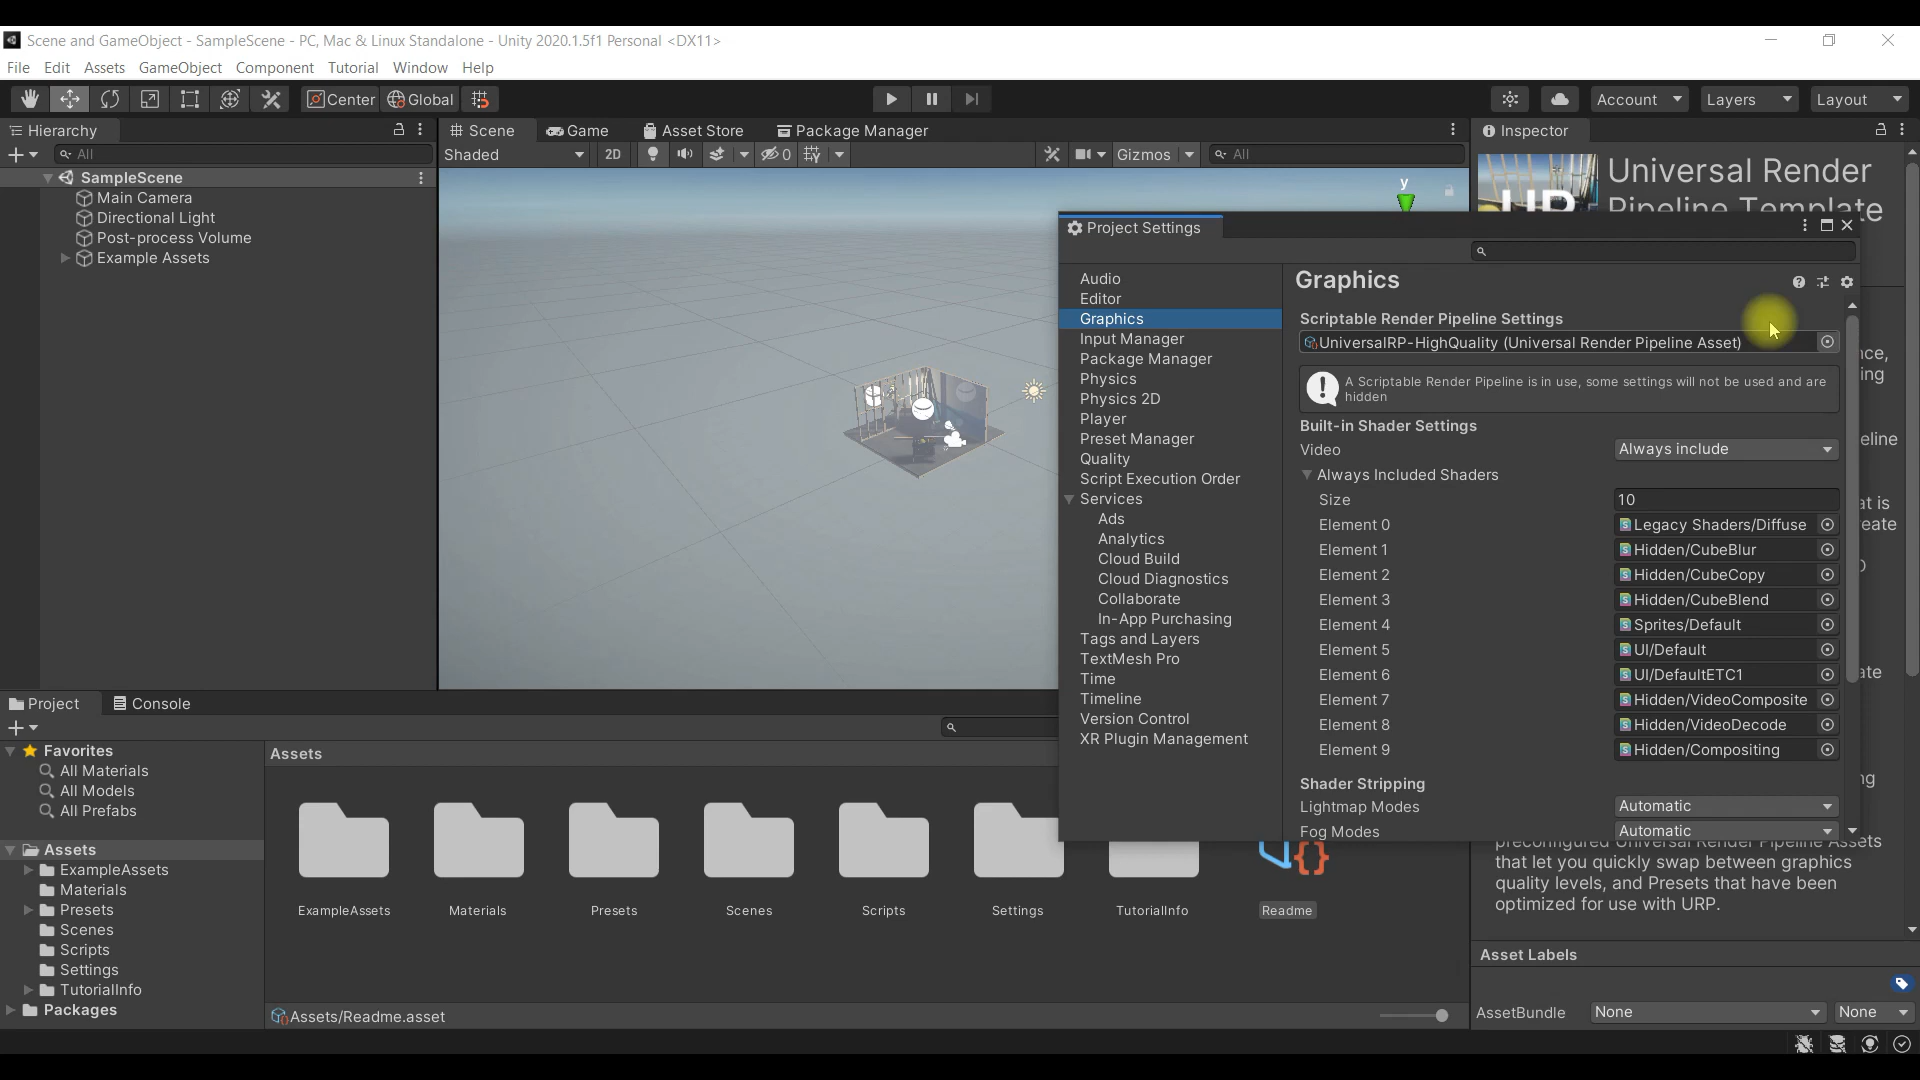 Scene and GameObject - SampleScene - PC, Mac & Linux Standalone - Unity 2020.1.5f1 Personal <DX11>
File Edit Assets GameObject Component Tutorial Window Help
Center Global Account Layers Layout
Hierarchy
All
SampleScene
Main Camera
Directional Light
Post-process Volume
Example Assets
Scene Game Asset Store Package Manager
Shaded 2D 0 Gizmos All
y
Inspector
Universal Render
Pipeline Template
UR
Project Settings
Audio
Editor
Graphics
Input Manager
Package Manager
Physics
Physics 2D
Player
Preset Manager
Quality
Script Execution Order
Services
Ads
Analytics
Cloud Build
Cloud Diagnostics
Collaborate
In-App Purchasing
Tags and Layers
TextMesh Pro
Time
Timeline
Version Control
XR Plugin Management
Graphics
Scriptable Render Pipeline Settings
UniversalRP-HighQuality (Universal Render Pipeline Asset)
A Scriptable Render Pipeline is in use, some settings will not be used and are
hidden
Built-in Shader Settings
Video Always include
Always Included Shaders
Size 10
Element 0 Legacy Shaders/Diffuse
Element 1 Hidden/CubeBlur
Element 2 Hidden/CubeCopy
Element 3 Hidden/CubeBlend
Element 4 Sprites/Default
Element 5 UI/Default
Element 6 UI/DefaultETC1
Element 7 Hidden/VideoComposite
Element 8 Hidden/VideoDecode
Element 9 Hidden/Compositing
Shader Stripping
Lightmap Modes Automatic
Fog Modes Automatic
preconfigured Universal Render Pipeline Assets
that let you quickly swap between graphics
quality levels, and Presets that have been
optimized for use with URP.
Asset Labels
AssetBundle None None
Project Console
Favorites
All Materials
All Models
All Prefabs
Assets
ExampleAssets
Materials
Presets
Scenes
Scripts
Settings
TutorialInfo
Packages
Assets
ExampleAssets Materials Presets Scenes Scripts Settings TutorialInfo Readme
Assets/Readme.asset